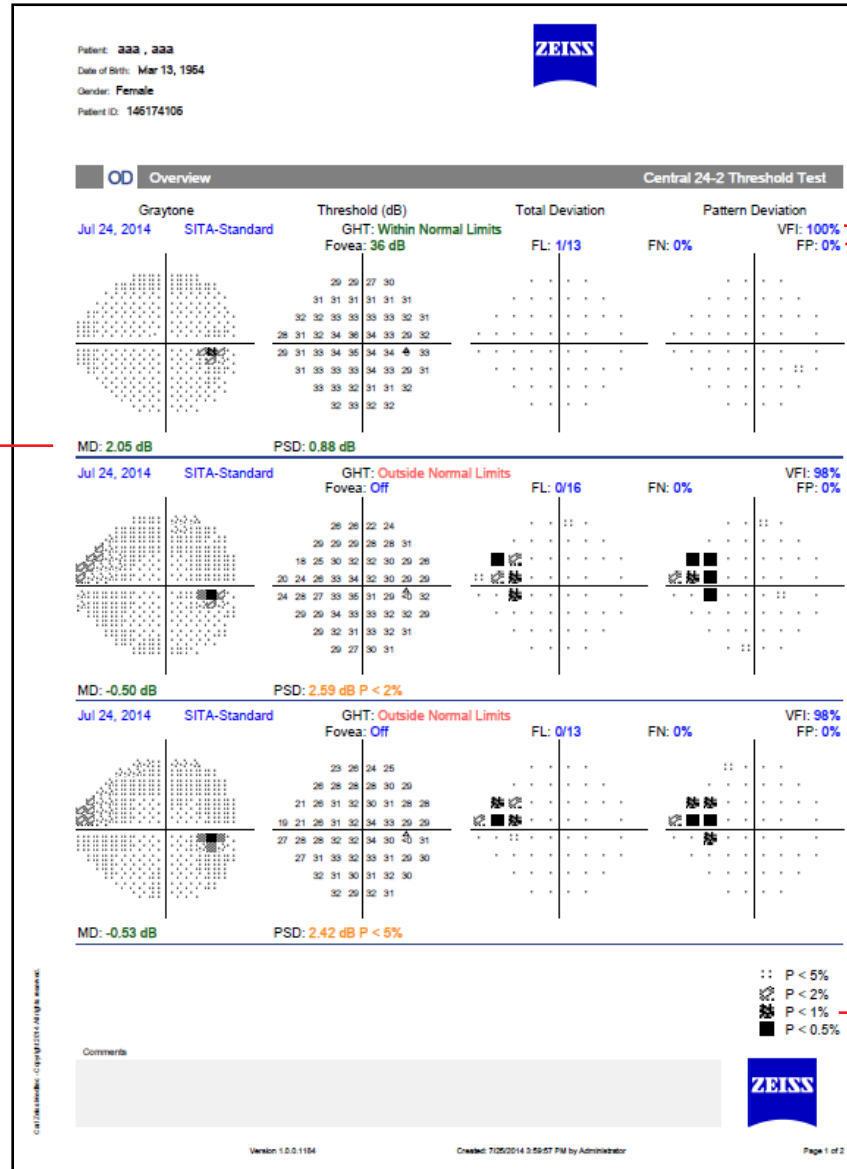 Patient: aaa , aaa
ZEISS
Date of Birth: Mar 13, 1954
Gender: Female
Patient ID: 146174106
OD Overview Central 24-2 Threshold Test
Graytone Threshold (dB) Total Deviation Pattern Deviation
Jul 24, 2014 SITA-Standard GHT: Within Normal Limits VFI: 100%
Fovea: 36 dB FL: 1/13 FN: 0% FP: 0%
29 29 27 30
31 31 31 31 31 31
32 32 33 33 33 33 32 31
28 31 32 34 36 34 33 29 32
29 31 33 34 35 34 34 33
31 33 33 33 34 33 29 31
33 33 32 31 31 32
32 33 32 32
MD: 2.05 dB PSD: 0.88 dB
Jul 24, 2014 SITA-Standard GHT: Outside Normal Limits VFI: 98%
Fovea: Off FL: 0/16 FN: 0% FP: 0%
26 26 22 24
29 29 29 28 28 31
18 25 30 32 32 30 29 26
20 24 26 33 34 32 30 29 29
24 28 27 33 35 31 29 <0 32
29 29 34 33 33 32 32 29
29 32 31 33 32 31
29 27 30 31
MD: -0.50 dB PSD: 2.59 dB P < 2%
Jul 24, 2014 SITA-Standard GHT: Outside Normal Limits VFI: 98%
Fovea: Off FL: 0/13 FN: 0% FP: 0%
23 26 24 25
26 28 28 28 30 29
21 26 31 32 30 31 28 28
19 21 26 31 32 34 33 29 29
27 28 28 32 32 34 30 <0 31
27 31 33 32 33 31 29 30
32 31 30 31 32 30
32 29 32 31
MD: -0.53 dB PSD: 2.42 dB P < 5%
P < 5%
P < 2%
P < 1%
P < 0.5%
Comments
ZEISS
Carl Zeiss Meditec - Copyright 2014 All rights reserved.
Version 1.0.0.1184 Created: 7/25/2014 3:59:57 PM by Administrator Page 1 of 2